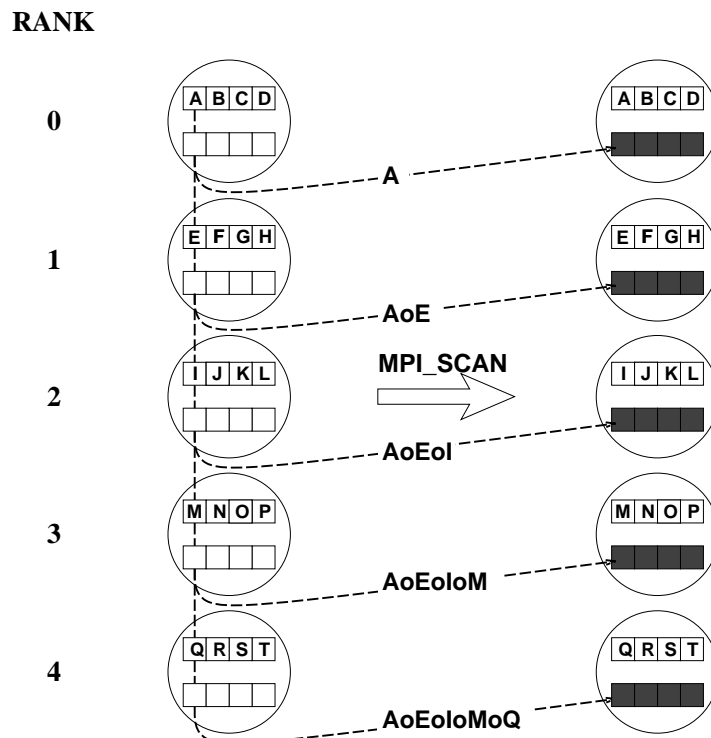 RANK
0
A B C D
A B C D
A
1
E F G H
E F G H
AoE
MPI_SCAN
2
I J K L
I J K L
AoEoI
3
M N O P
M N O P
AoEoIoM
4
Q R S T
Q R S T
AoEoIoMoQ